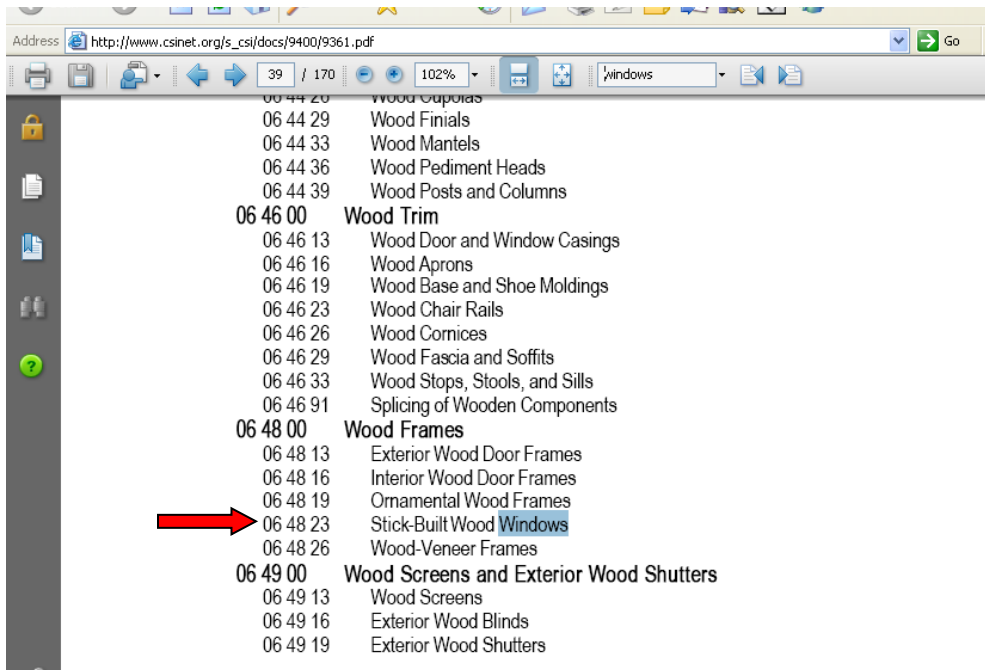 Address http://www.csinet.org/s_csi/docs/9400/9361.pdf Go
39 / 170 102% windows
06 44 26 Wood Cupolas
06 44 29 Wood Finials
06 44 33 Wood Mantels
06 44 36 Wood Pediment Heads
06 44 39 Wood Posts and Columns
06 46 00 Wood Trim
06 46 13 Wood Door and Window Casings
06 46 16 Wood Aprons
06 46 19 Wood Base and Shoe Moldings
06 46 23 Wood Chair Rails
06 46 26 Wood Cornices
06 46 29 Wood Fascia and Soffits
06 46 33 Wood Stops, Stools, and Sills
06 46 91 Splicing of Wooden Components
06 48 00 Wood Frames
06 48 13 Exterior Wood Door Frames
06 48 16 Interior Wood Door Frames
06 48 19 Ornamental Wood Frames
06 48 23 Stick-Built Wood Windows
06 48 26 Wood-Veneer Frames
06 49 00 Wood Screens and Exterior Wood Shutters
06 49 13 Wood Screens
06 49 16 Exterior Wood Blinds
06 49 19 Exterior Wood Shutters